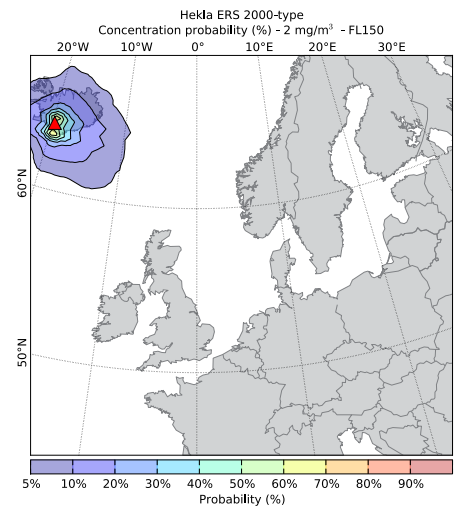 Hekla ERS 2000-type
Concentration probability (%) - 2 mg/m³ - FL150
20°W 10°W 0° 10°E 20°E 30°E
60°N
50°N
5% 10% 20% 30% 40% 50% 60% 70% 80% 90%
Probability (%)